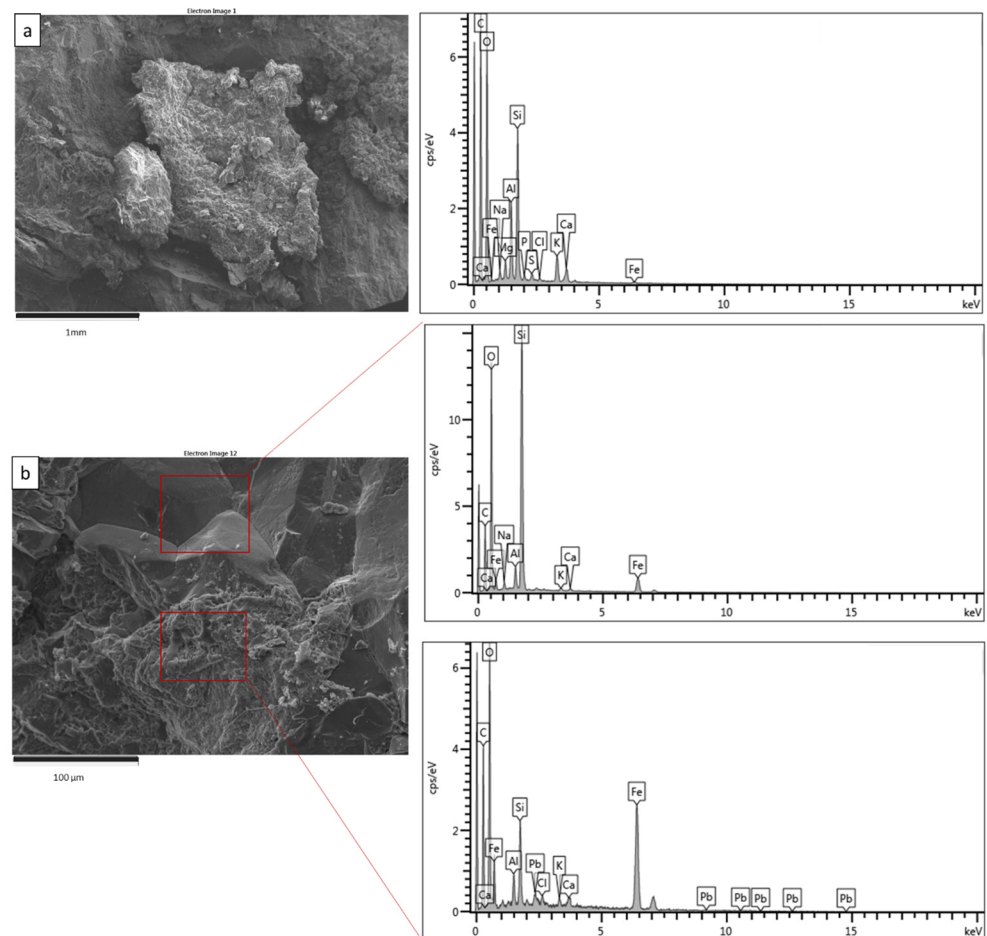 Electron Image 1
a
1mm
C
O
Si
Al
Na
Fe
Mg
P
S
Cl
K
Ca
Ca
Fe
cps/eV
6
4
2
0
0 5 10 15 keV
Electron Image 12
b
100 µm
Si
O
C
Na
Fe
Al
Ca
K
Ca
Fe
cps/eV
10
5
0
0 5 10 15 keV
O
C
Si
Fe
Al
Pb
Cl
K
Ca
Ca
Fe
Pb Pb Pb Pb Pb
cps/eV
6
4
2
0
0 5 10 15 keV